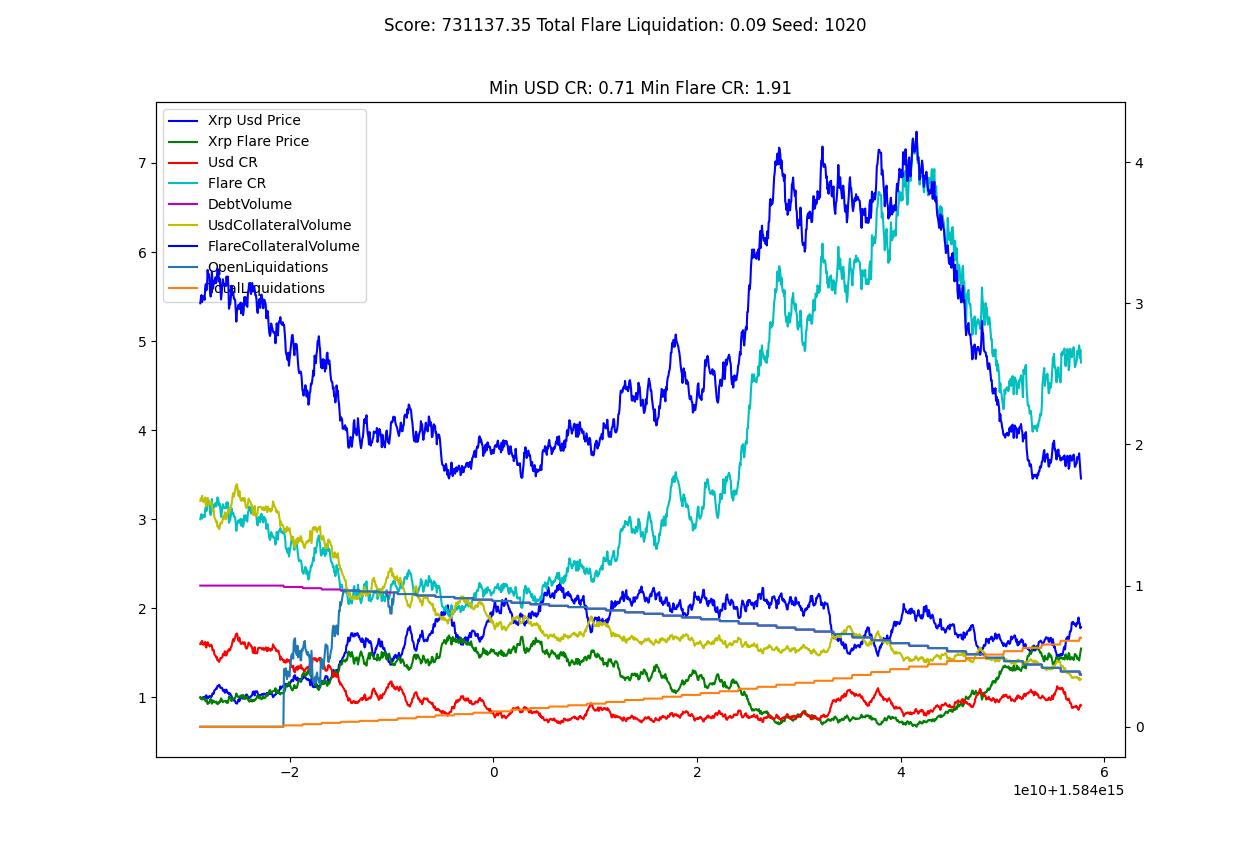 Score: 731137.35 Total Flare Liquidation: 0.09 Seed: 1020
Min USD CR: 0.71 Min Flare CR: 1.91
Xrp Usd Price
Xrp Flare Price
Usd CR
Flare CR
DebtVolume
UsdCollateralVolume
FlareCollateralVolume
OpenLiquidations
TotalLiquidations
7
6
5
4
3
2
1
4
3
2
1
0
−2
0
2
4
6
1e10+1.584e15